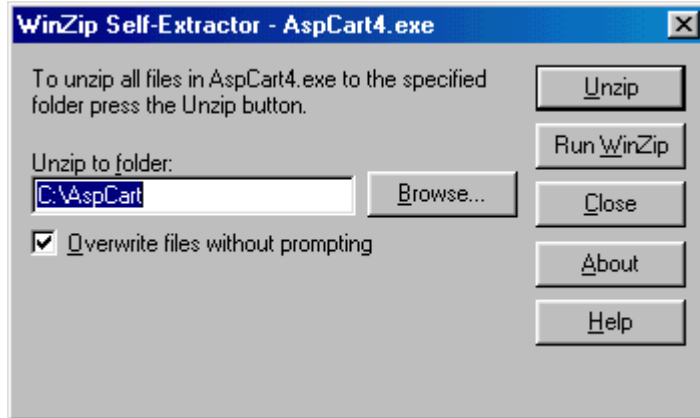 WinZip Self-Extractor - AspCart4.exe
To unzip all files in AspCart4.exe to the specified
folder press the Unzip button.
Unzip to folder:
C:\AspCart
Browse...
Overwrite files without prompting
Unzip
Run WinZip
Close
About
Help